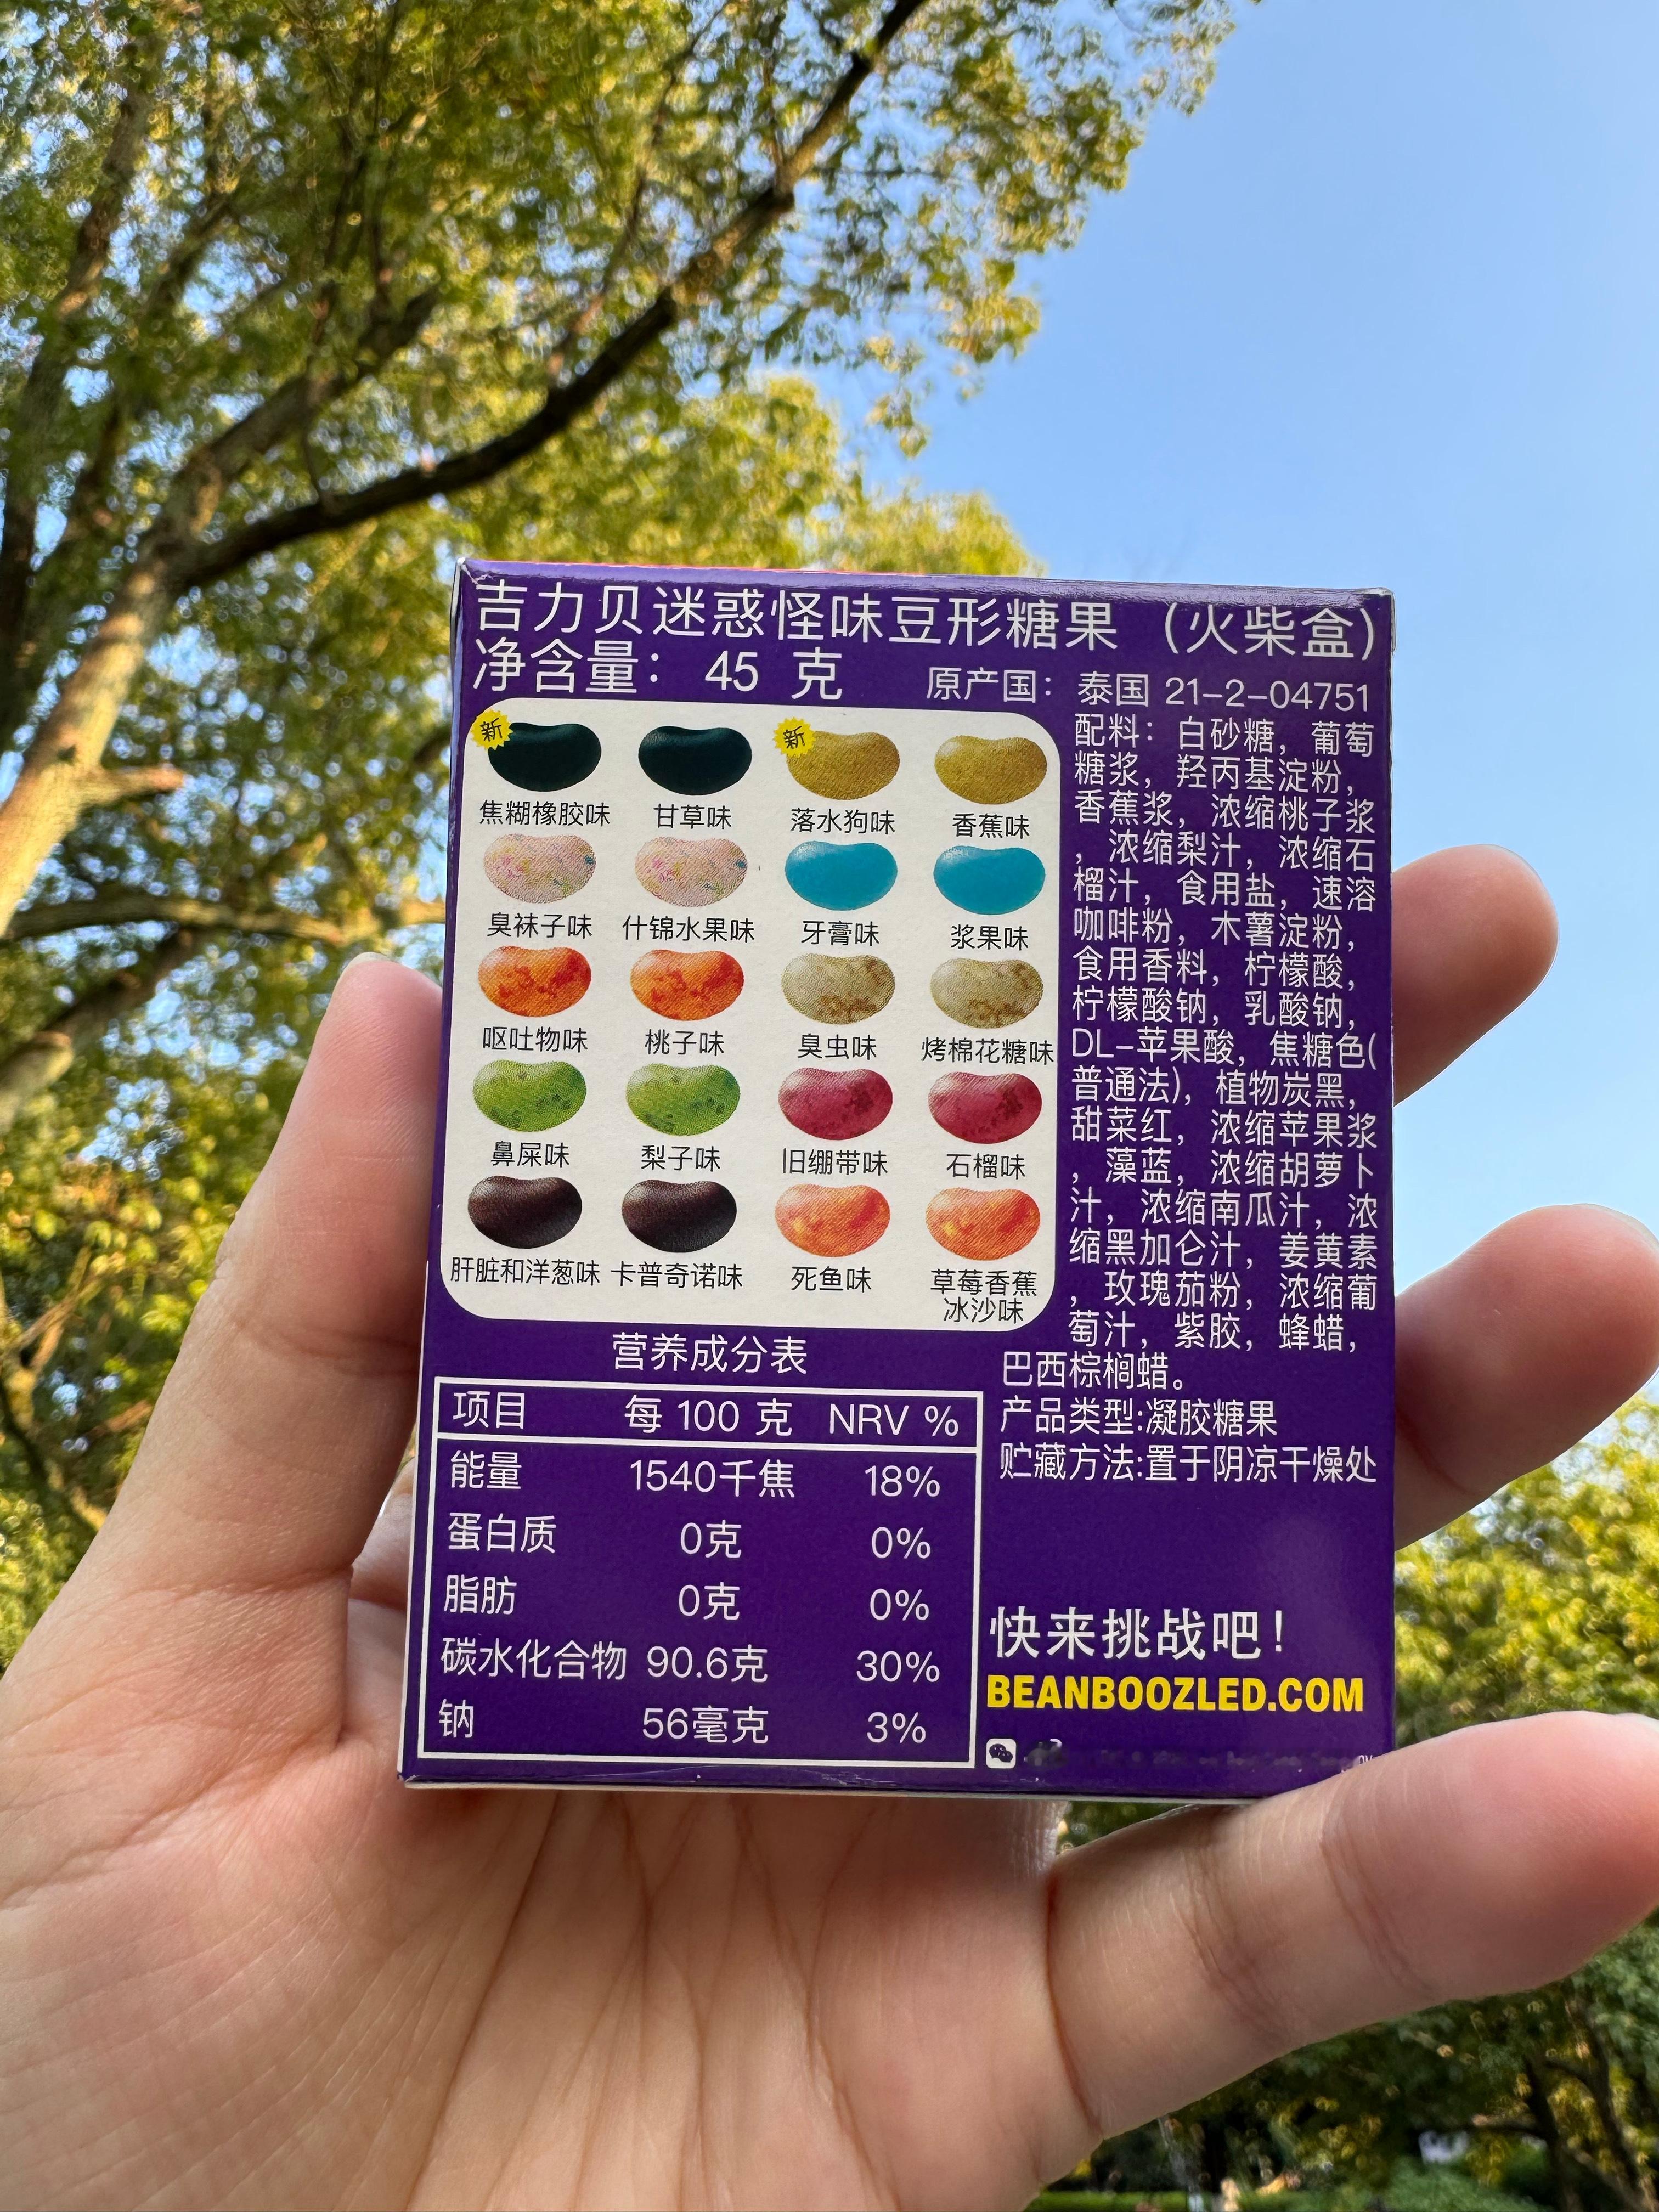 吉力贝迷惑怪味豆形糖果 (火柴盒)
净含量: 45 克 原产国: 泰国 21-2-04751
新 新
焦糊橡胶味 甘草味 落水狗味 香蕉味
臭袜子味 什锦水果味 牙膏味 浆果味
呕吐物味 桃子味 臭虫味 烤棉花糖味
鼻屎味 梨子味 旧绷带味 石榴味
肝脏和洋葱味 卡普奇诺味 死鱼味 草莓香蕉
冰沙味
配料: 白砂糖, 葡萄
糖浆, 羟丙基淀粉,
香蕉浆, 浓缩桃子浆
, 浓缩梨汁, 浓缩石
榴汁, 食用盐, 速溶
咖啡粉, 木薯淀粉,
食用香料, 柠檬酸,
柠檬酸钠, 乳酸钠,
DL-苹果酸, 焦糖色(
普通法), 植物炭黑,
甜菜红, 浓缩苹果浆
, 藻蓝, 浓缩胡萝卜
汁, 浓缩南瓜汁, 浓
缩黑加仑汁, 姜黄素
, 玫瑰茄粉, 浓缩葡
萄汁, 紫胶, 蜂蜡,
巴西棕榈蜡。
产品类型:凝胶糖果
贮藏方法:置于阴凉干燥处
营养成分表
项目 每 100 克 NRV %
能量 1540千焦 18%
蛋白质 0克 0%
脂肪 0克 0%
碳水化合物 90.6克 30%
钠 56毫克 3%
快来挑战吧!
BEANBOOZLED.COM